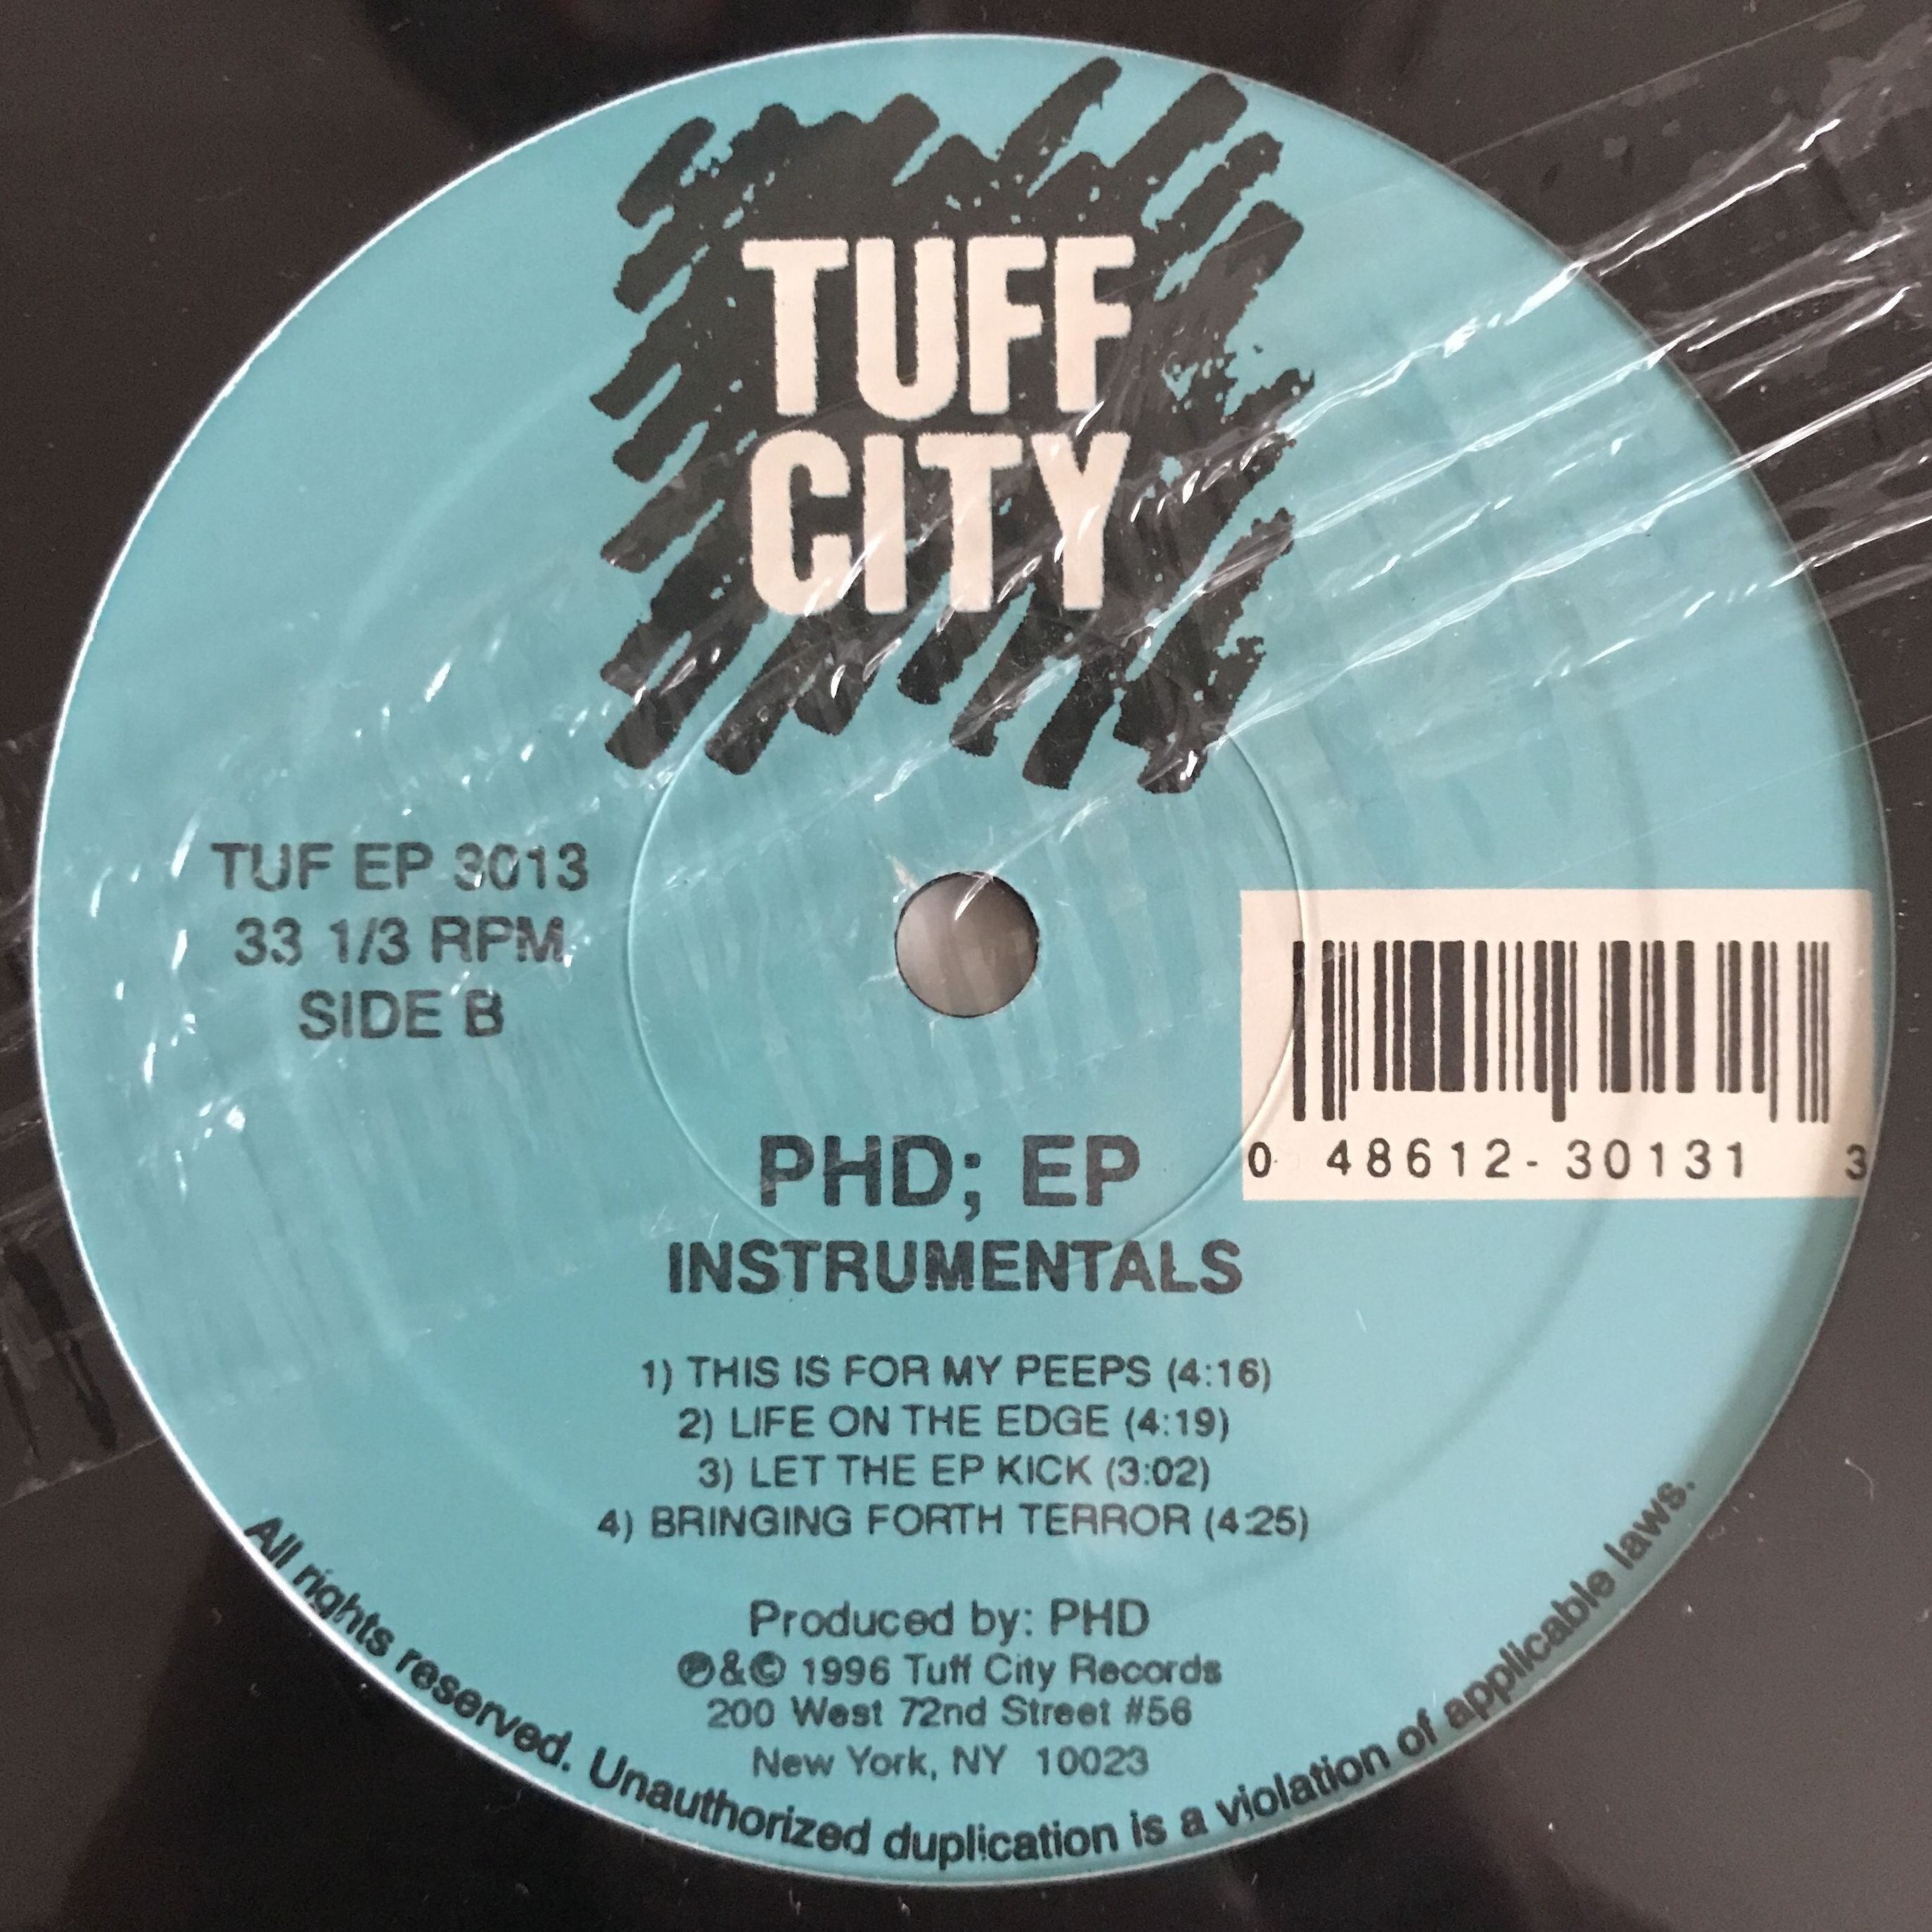 TUFF
CITY
TUF EP 3013
33 1/3 RPM
SIDE B
0 48612-30131 3
PHD; EP
INSTRUMENTALS
1) THIS IS FOR MY PEEPS (4:16)
2) LIFE ON THE EDGE (4:19)
3) LET THE EP KICK (3:02)
4) BRINGING FORTH TERROR (4:25)
Produced by: PHD
℗&© 1996 Tuff City Records
200 West 72nd Street #56
New York, NY 10023
All rights reserved. Unauthorized duplication is a violation of applicable laws.